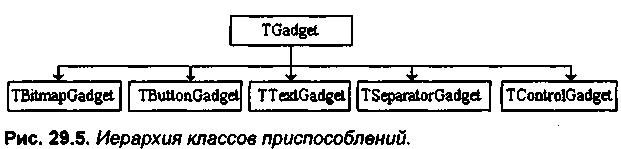 TGadget
TBitmapGadget TButtonGadget TTextGadget TSeparatorGadget TControlGadget
Рис. 29.5. Иерархия классов приспособлений.